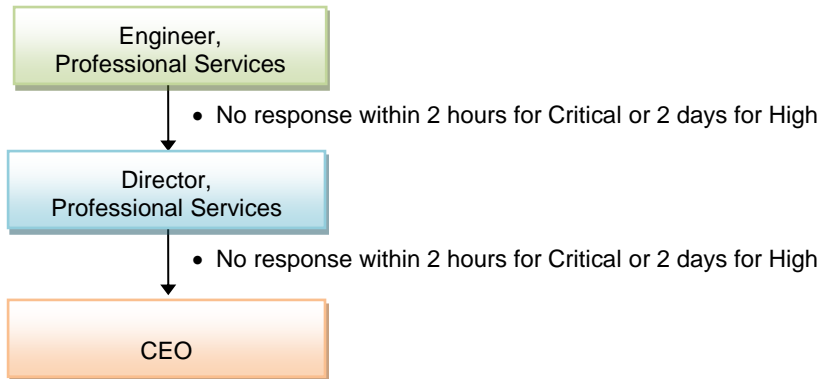 Engineer,
Professional Services
• No response within 2 hours for Critical or 2 days for High
Director,
Professional Services
• No response within 2 hours for Critical or 2 days for High
CEO